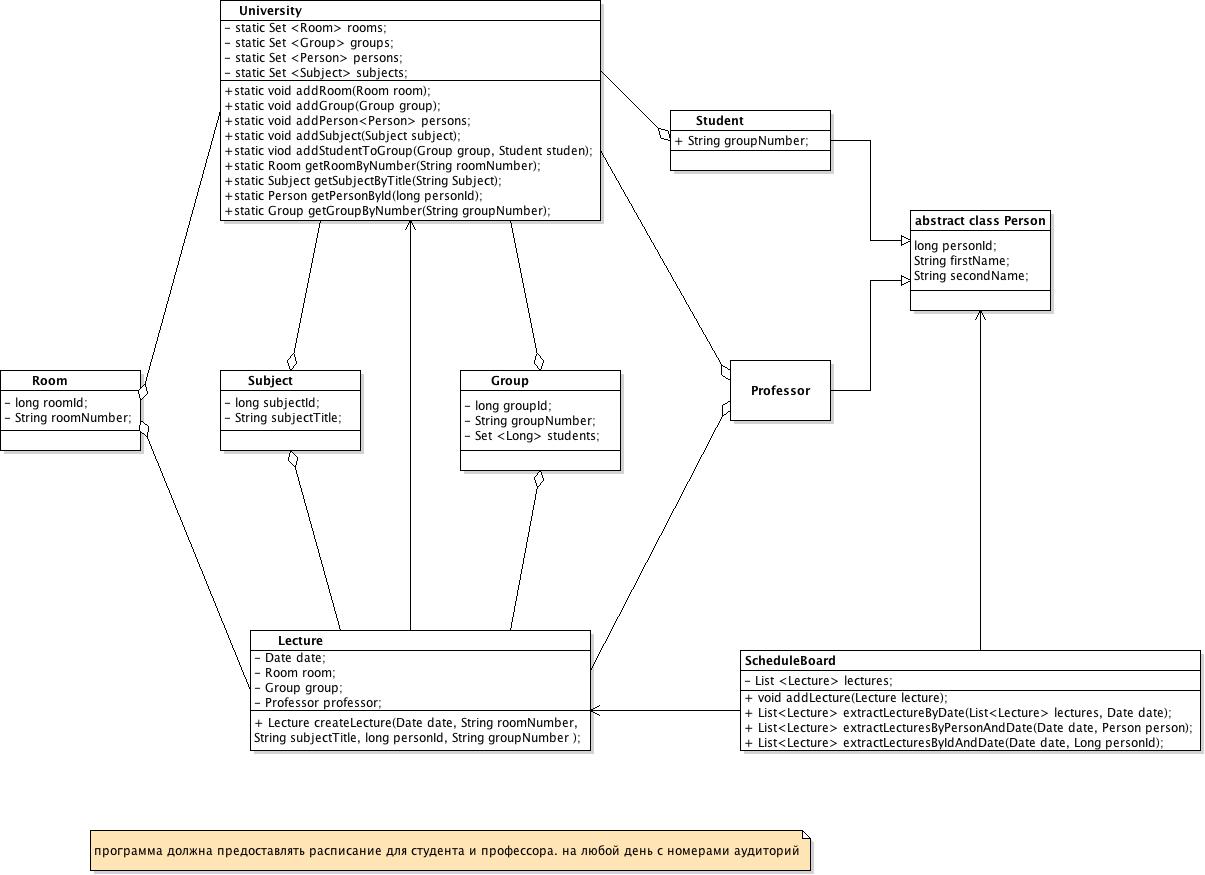 University
- static Set <Room> rooms;
- static Set <Group> groups;
- static Set <Person> persons;
- static Set <Subject> subjects;
+static void addRoom(Room room);
+static void addGroup(Group group);
+static void addPerson<Person> persons;
+static void addSubject(Subject subject);
+static viod addStudentToGroup(Group group, Student studen);
+static Room getRoomByNumber(String roomNumber);
+static Subject getSubjectByTitle(String Subject);
+static Person getPersonById(long personId);
+static Group getGroupByNumber(String groupNumber);
Student
+ String groupNumber;
abstract class Person
long personId;
String firstName;
String secondName;
Room
- long roomId;
- String roomNumber;
Subject
- long subjectId;
- String subjectTitle;
Group
- long groupId;
- String groupNumber;
- Set <Long> students;
Professor
Lecture
- Date date;
- Room room;
- Group group;
- Professor professor;
+ Lecture createLecture(Date date, String roomNumber,
String subjectTitle, long personId, String groupNumber );
ScheduleBoard
- List <Lecture> lectures;
+ void addLecture(Lecture lecture);
+ List<Lecture> extractLectureByDate(List<Lecture> lectures, Date date);
+ List<Lecture> extractLecturesByPersonAndDate(Date date, Person person);
+ List<Lecture> extractLecturesByIdAndDate(Date date, Long personId);
программа должна предоставлять расписание для студента и профессора. на любой день с номерами аудиторий